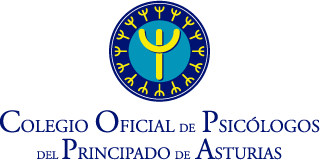 COLEGIO OFICIAL DE PSICÓLOGOS
DEL PRINCIPADO DE ASTURIAS